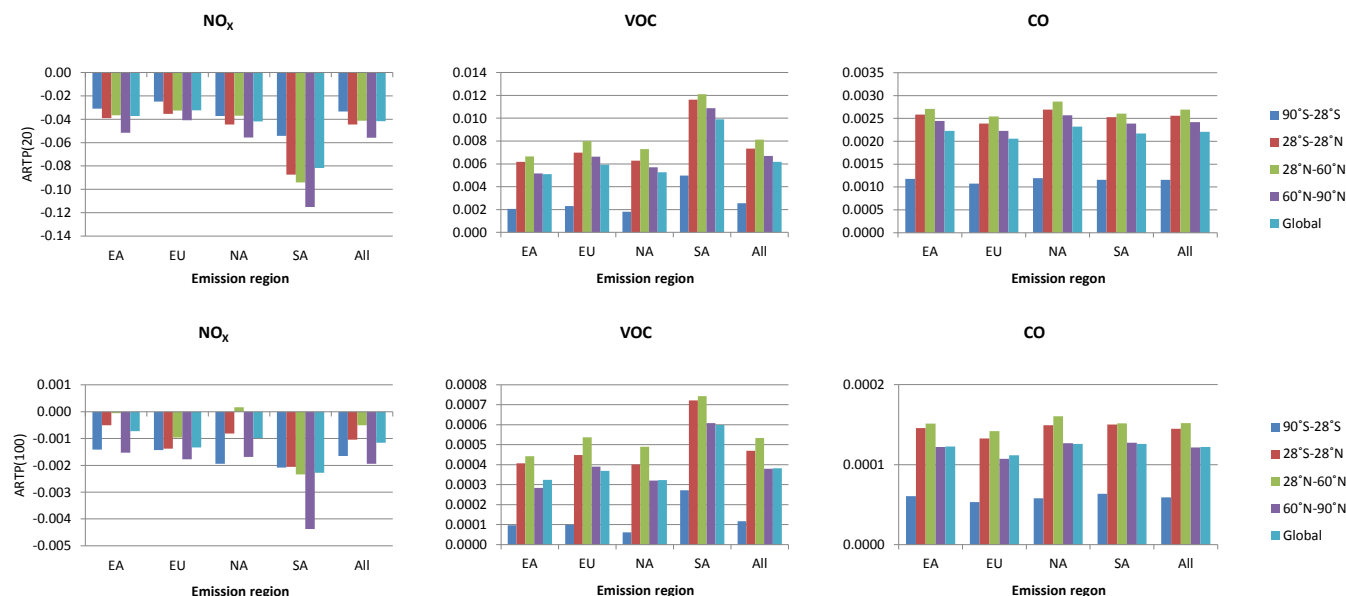 NOX
VOC
CO
ARTP(20)
0.00
-0.02
-0.04
-0.06
-0.08
-0.10
-0.12
-0.14
EA EU NA SA All
Emission region
0.014
0.012
0.010
0.008
0.006
0.004
0.002
0.000
EA EU NA SA All
Emission region
0.0035
0.0030
0.0025
0.0020
0.0015
0.0010
0.0005
0.0000
EA EU NA SA All
Emission regon
90˚S-28˚S
28˚S-28˚N
28˚N-60˚N
60˚N-90˚N
Global
NOX
VOC
CO
ARTP(100)
0.001
0.000
-0.001
-0.002
-0.003
-0.004
-0.005
EA EU NA SA All
Emission region
0.0008
0.0007
0.0006
0.0005
0.0004
0.0003
0.0002
0.0001
0.0000
EA EU NA SA All
Emission region
0.0002
0.0001
0.0000
EA EU NA SA All
Emission region
90˚S-28˚S
28˚S-28˚N
28˚N-60˚N
60˚N-90˚N
Global